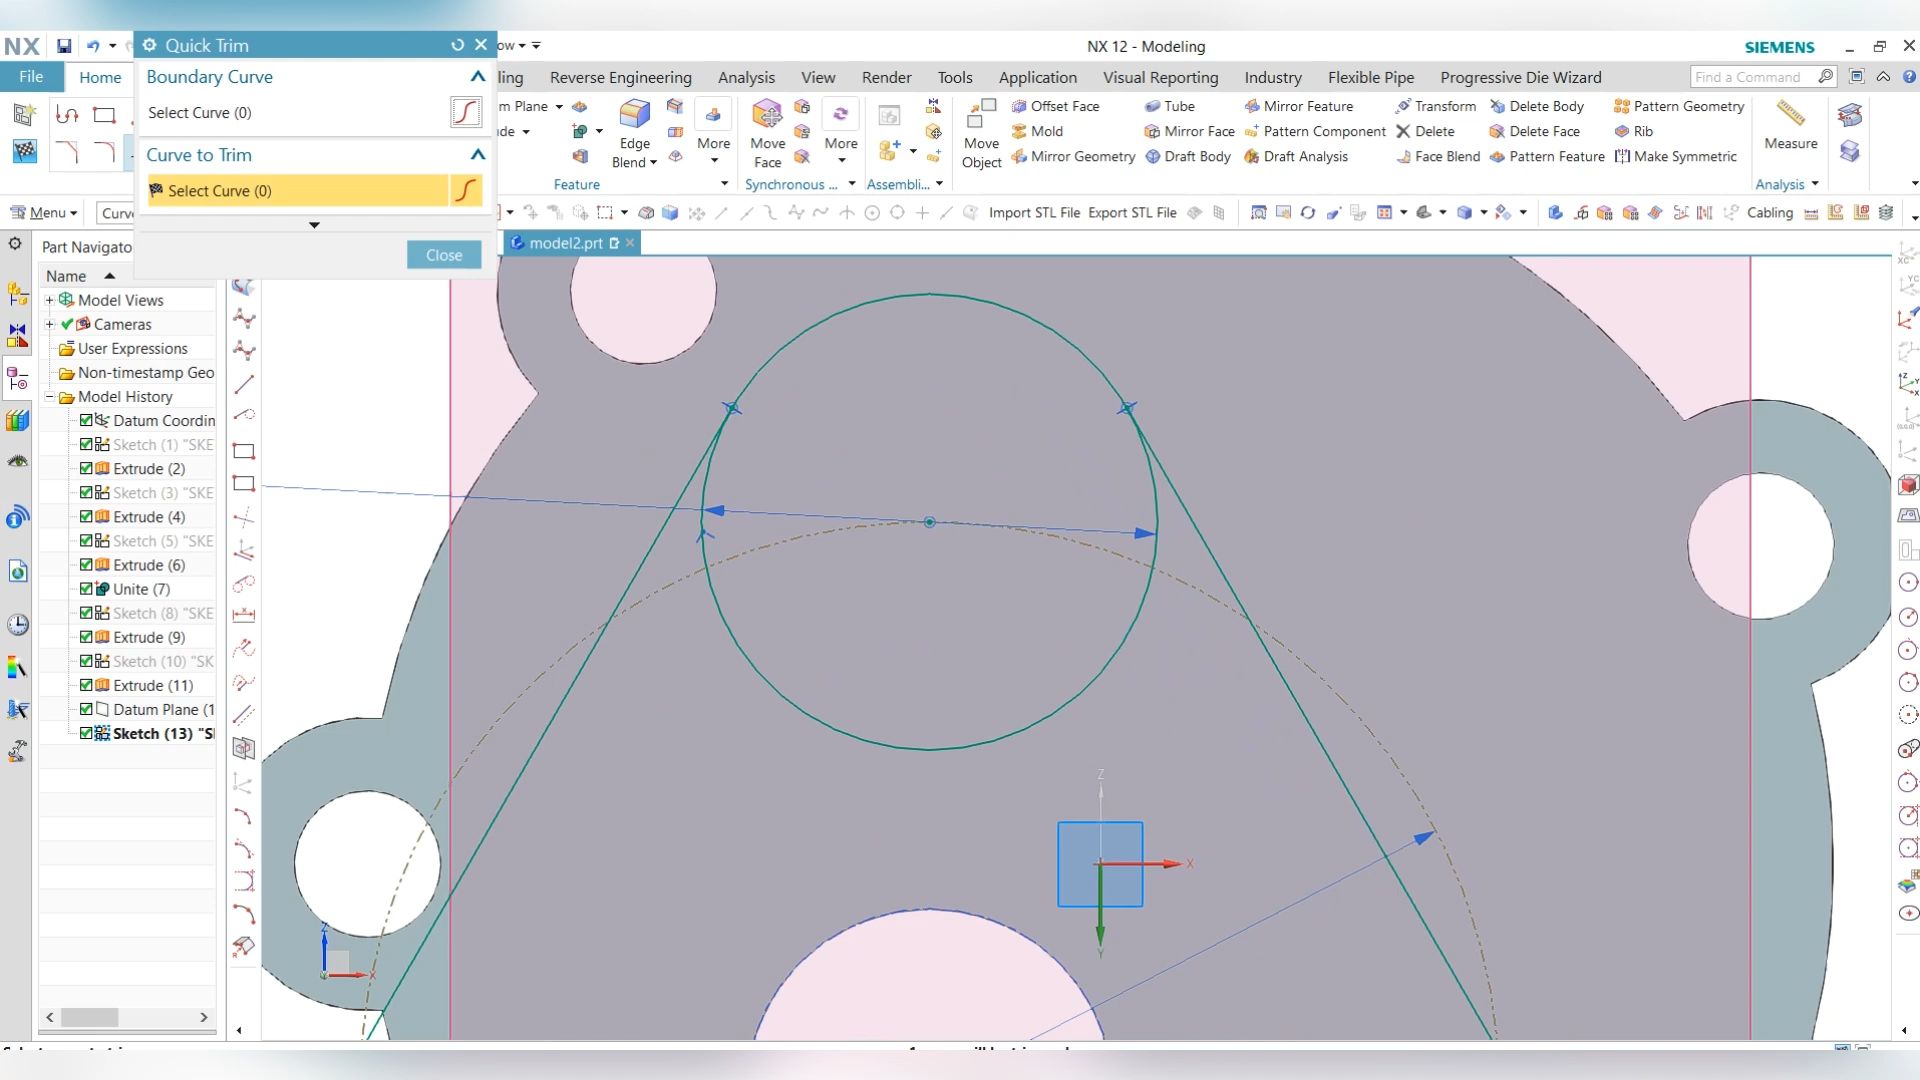 NX
Quick Trim
ow
NX 12 - Modeling
SIEMENS
File
Home
Boundary Curve
ling
Reverse Engineering
Analysis
View
Render
Tools
Application
Visual Reporting
Industry
Flexible Pipe
Progressive Die Wizard
Find a Command
Select Curve (0)
Curve to Trim
Select Curve (0)
Close
m Plane
de
Edge
Blend
More
Feature
Move
Face
More
Synchronous ...
Assembli...
Move
Object
Offset Face
Mold
Mirror Geometry
Tube
Mirror Face
Draft Body
Mirror Feature
Pattern Component
Draft Analysis
Transform
Delete
Face Blend
Delete Body
Delete Face
Pattern Feature
Pattern Geometry
Rib
Make Symmetric
Measure
Analysis
Menu
Curv
Import STL File
Export STL File
Cabling
Part Navigato
model2.prt
Name
Model Views
Cameras
User Expressions
Non-timestamp Geo
Model History
Datum Coordin
Sketch (1) "SKE
Extrude (2)
Sketch (3) "SKE
Extrude (4)
Sketch (5) "SKE
Extrude (6)
Unite (7)
Sketch (8) "SKE
Extrude (9)
Sketch (10) "SK
Extrude (11)
Datum Plane (1
Sketch (13) "S
Z
X
Y
Z
X